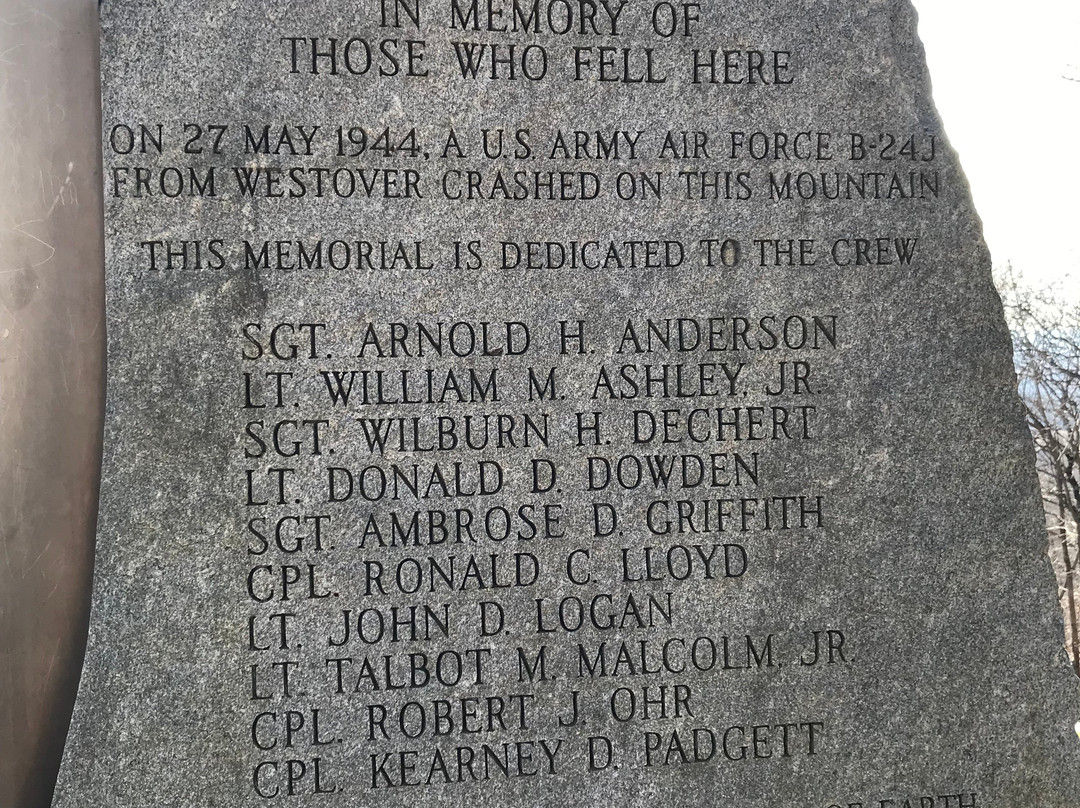 IN MEMORY OF
THOSE WHO FELL HERE
ON 27 MAY 1944, A U.S. ARMY AIR FORCE B-24J
FROM WESTOVER CRASHED ON THIS MOUNTAIN
THIS MEMORIAL IS DEDICATED TO THE CREW
SGT. ARNOLD H. ANDERSON
LT. WILLIAM M. ASHLEY, JR.
SGT. WILBURN H. DECHERT
LT. DONALD D. DOWDEN
SGT. AMBROSE D. GRIFFITH
CPL. RONALD C. LLOYD
LT. JOHN D. LOGAN
LT. TALBOT M. MALCOLM, JR.
CPL. ROBERT J. OHR
CPL. KEARNEY D. PADGETT
OF EARTH